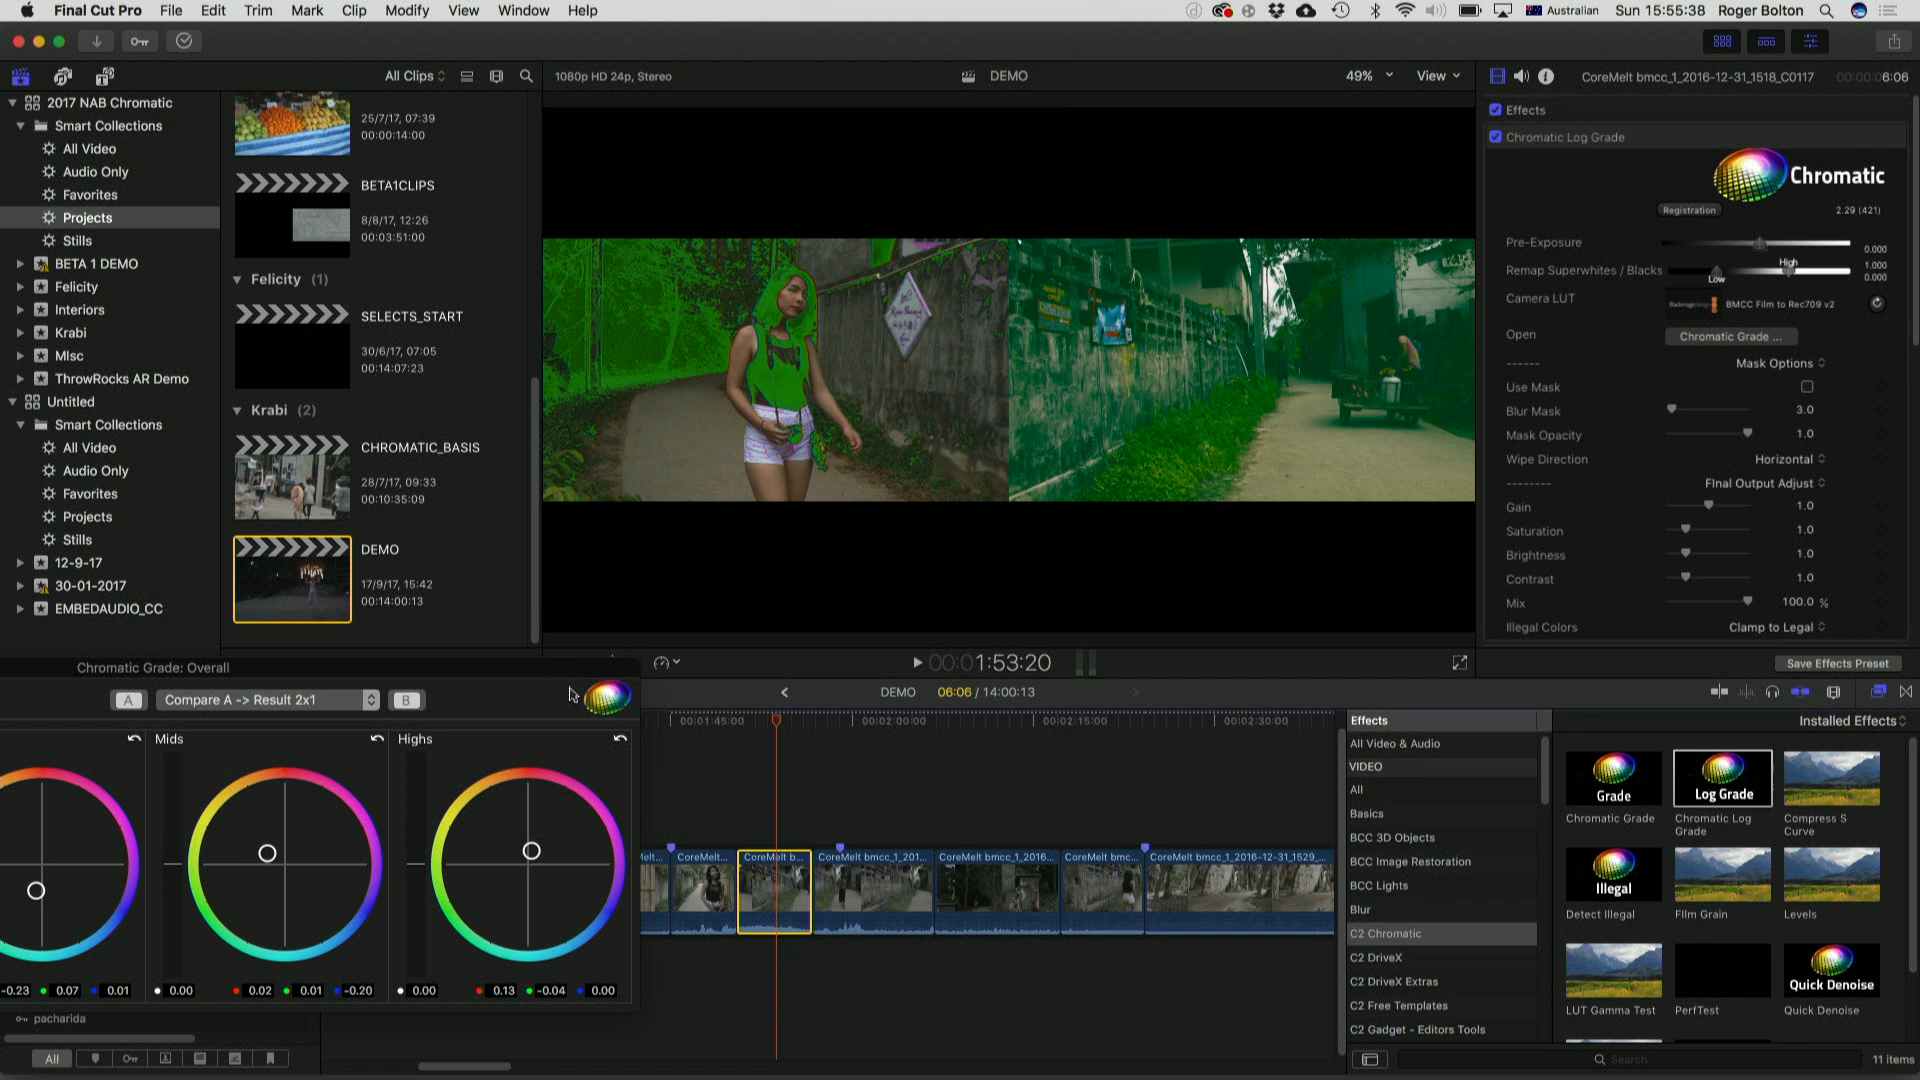 Final Cut Pro File Edit Trim Mark Clip Modify View Window Help
Australian Sun 15:55:38 Roger Bolton
All Clips
1080p HD 24p, Stereo
DEMO
49%
View
CoreMelt bmcc_1_2016-12-31_1518_C0117
6:06
2017 NAB Chromatic
Smart Collections
All Video
Audio Only
Favorites
Projects
Stills
BETA 1 DEMO
Felicity
Interiors
Krabi
MIsc
ThrowRocks AR Demo
Untitled
Smart Collections
All Video
Audio Only
Favorites
Projects
Stills
12-9-17
30-01-2017
EMBEDAUDIO_CC
25/7/17, 07:39
00:00:14:00
BETA1CLIPS
8/8/17, 12:26
00:03:51:00
Felicity (1)
SELECTS_START
30/6/17, 07:05
00:14:07:23
Krabi (2)
CHROMATIC_BASIS
28/7/17, 09:33
00:10:35:09
DEMO
17/9/17, 15:42
00:14:00:13
Effects
Chromatic Log Grade
Chromatic
Registration
2.29 (421)
Pre-Exposure
0.000
Remap Superwhites / Blacks
High
Low
1.000
0.000
Camera LUT
BMCC Film to Rec709 v2
Open
Chromatic Grade ...
------
Mask Options
Use Mask
Blur Mask
3.0
Mask Opacity
1.0
Wipe Direction
Horizontal
--------
FInal Output Adjust
Gain
1.0
Saturation
1.0
Brightness
1.0
Contrast
1.0
Mix
100.0 %
Illegal Colors
Clamp to Legal
Save Effects Preset
00:01:53:20
Chromatic Grade: Overall
A
Compare A -> Result 2x1
B
Mids
Highs
-0.23 0.07 0.01
0.00 0.02 0.01 -0.20
0.00 0.13 -0.04 0.00
pacharida
All
DEMO 06:06 / 14:00:13
00:01:45:00
00:02:00:00
00:02:15:00
00:02:30:00
CoreMelt...
CoreMelt b...
CoreMelt bmcc_1_201...
CoreMelt bmcc_1_2016...
CoreMelt bmc...
CoreMelt bmcc_1_2016-12-31_1529_...
Effects
All Video & Audio
VIDEO
All
Basics
BCC 3D Objects
BCC Image Restoration
BCC Lights
Blur
C2 Chromatic
C2 DriveX
C2 DriveX Extras
C2 Free Templates
C2 Gadget - Editors Tools
Installed Effects
Grade
Chromatic Grade
Log Grade
Chromatic Log
Grade
Compress S
Curve
Illegal
Detect Illegal
FIlm Grain
Levels
LUT Gamma Test
PerfTest
Quick Denoise
Quick Denoise
Search
11 items